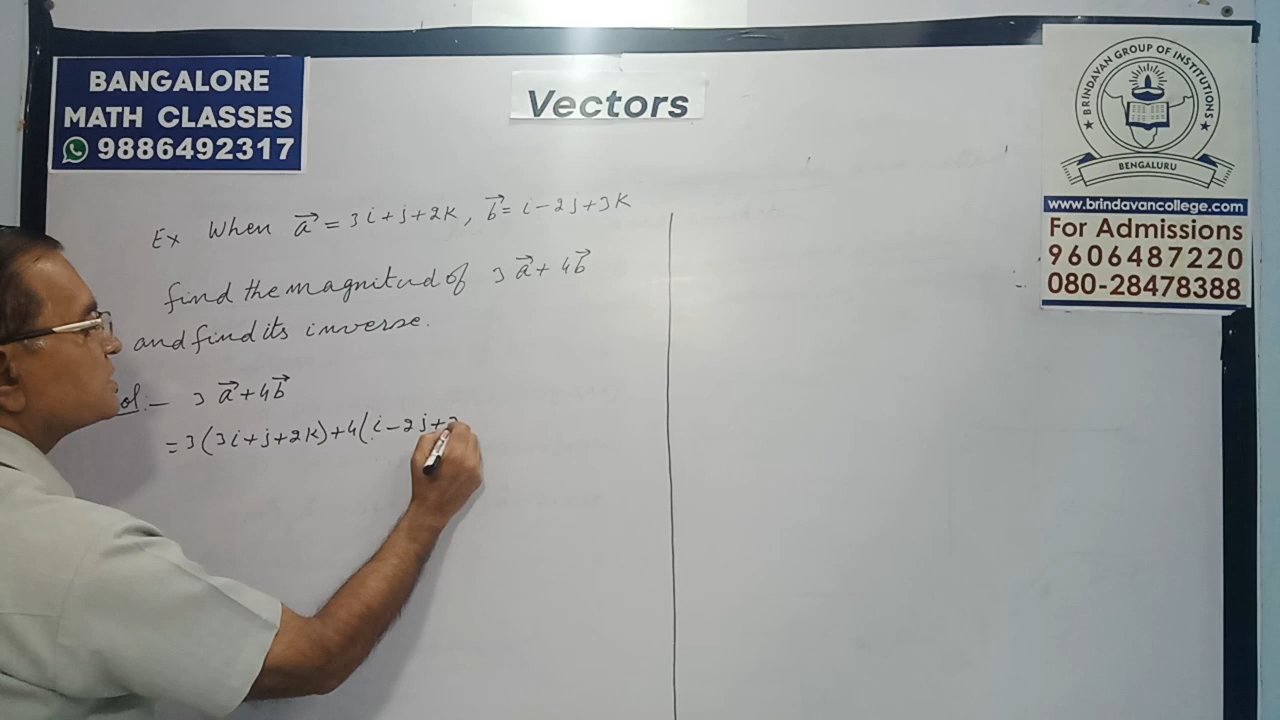 BANGALORE
MATH CLASSES
9886492317
Vectors
BRINDAVAN GROUP OF INSTITUTIONS
BENGALURU
www.brindavancollege.com
For Admissions
9606487220
080-28478388
Ex When a⃗ = 3i+j+2k, b⃗ = i-2j+3k
find the magnitud of 3a⃗ + 4b⃗
and find its inverse.
ol:- 3a⃗+4b⃗
=3(3i+j+2k)+4(i-2j+